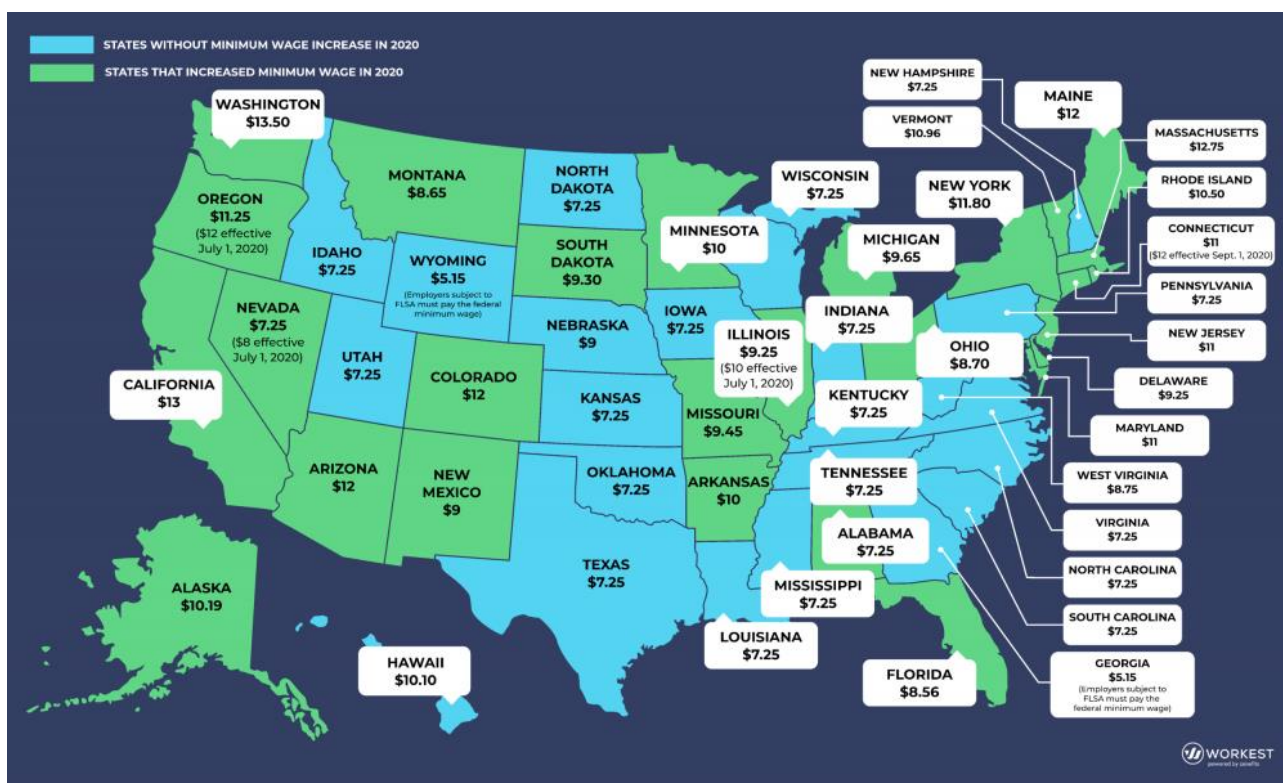 STATES WITHOUT MINIMUM WAGE INCREASE IN 2020
STATES THAT INCREASED MINIMUM WAGE IN 2020
WASHINGTON
$13.50
MONTANA
$8.65
NORTH
DAKOTA
$7.25
OREGON
$11.25
($12 effective
July 1, 2020)
IDAHO
$7.25
WYOMING
$5.15
(Employers subject to
FLSA must pay the federal
minimum wage)
SOUTH
DAKOTA
$9.30
MINNESOTA
$10
WISCONSIN
$7.25
MICHIGAN
$9.65
NEW YORK
$11.80
NEW HAMPSHIRE
$7.25
VERMONT
$10.96
MAINE
$12
MASSACHUSETTS
$12.75
RHODE ISLAND
$10.50
CONNECTICUT
$11
($12 effective Sept. 1, 2020)
PENNSYLVANIA
$7.25
NEW JERSEY
$11
DELAWARE
$9.25
MARYLAND
$11
WEST VIRGINIA
$8.75
VIRGINIA
$7.25
NORTH CAROLINA
$7.25
SOUTH CAROLINA
$7.25
GEORGIA
$5.15
(Employers subject to
FLSA must pay the
federal minimum wage)
NEVADA
$7.25
($8 effective
July 1, 2020)
UTAH
$7.25
CALIFORNIA
$13
COLORADO
$12
NEBRASKA
$9
IOWA
$7.25
ILLINOIS
$9.25
($10 effective
July 1, 2020)
INDIANA
$7.25
OHIO
$8.70
KANSAS
$7.25
MISSOURI
$9.45
KENTUCKY
$7.25
ARIZONA
$12
NEW
MEXICO
$9
OKLAHOMA
$7.25
ARKANSAS
$10
TENNESSEE
$7.25
ALABAMA
$7.25
TEXAS
$7.25
MISSISSIPPI
$7.25
LOUISIANA
$7.25
FLORIDA
$8.56
ALASKA
$10.19
HAWAII
$10.10
WORKEST
powered by zenefits